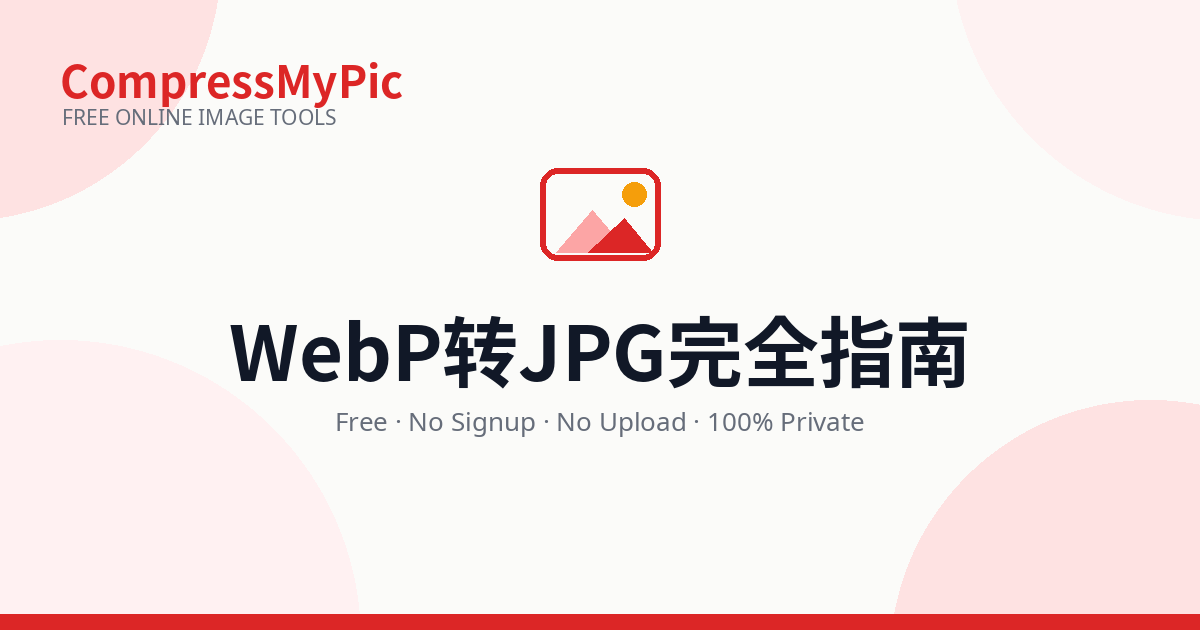 CompressMyPic
FREE ONLINE IMAGE TOOLS
WebP转JPG完全指南
Free · No Signup · No Upload · 100% Private